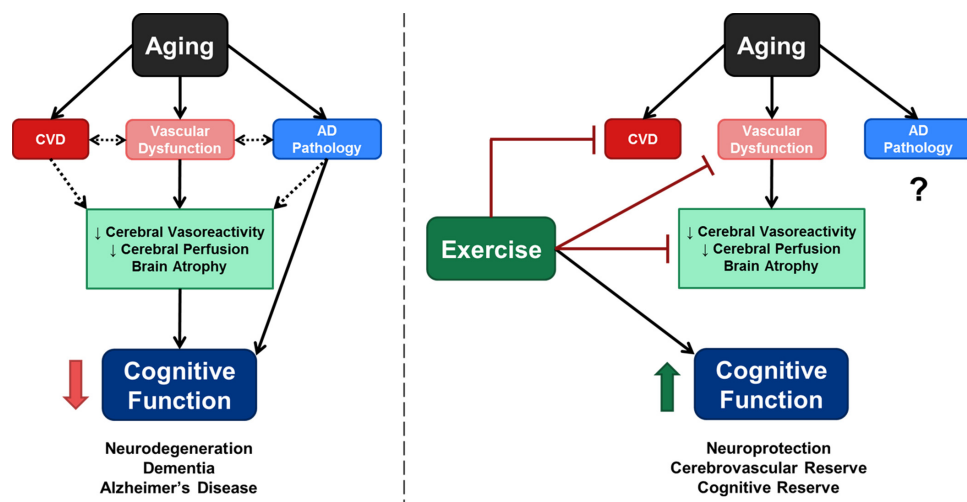 Aging
CVD
Vascular
Dysfunction
AD
Pathology
↓ Cerebral Vasoreactivity
↓ Cerebral Perfusion
Brain Atrophy
Cognitive
Function
Neurodegeneration
Dementia
Alzheimer's Disease
Aging
CVD
Vascular
Dysfunction
AD
Pathology
?
Exercise
↓ Cerebral Vasoreactivity
↓ Cerebral Perfusion
Brain Atrophy
Cognitive
Function
Neuroprotection
Cerebrovascular Reserve
Cognitive Reserve